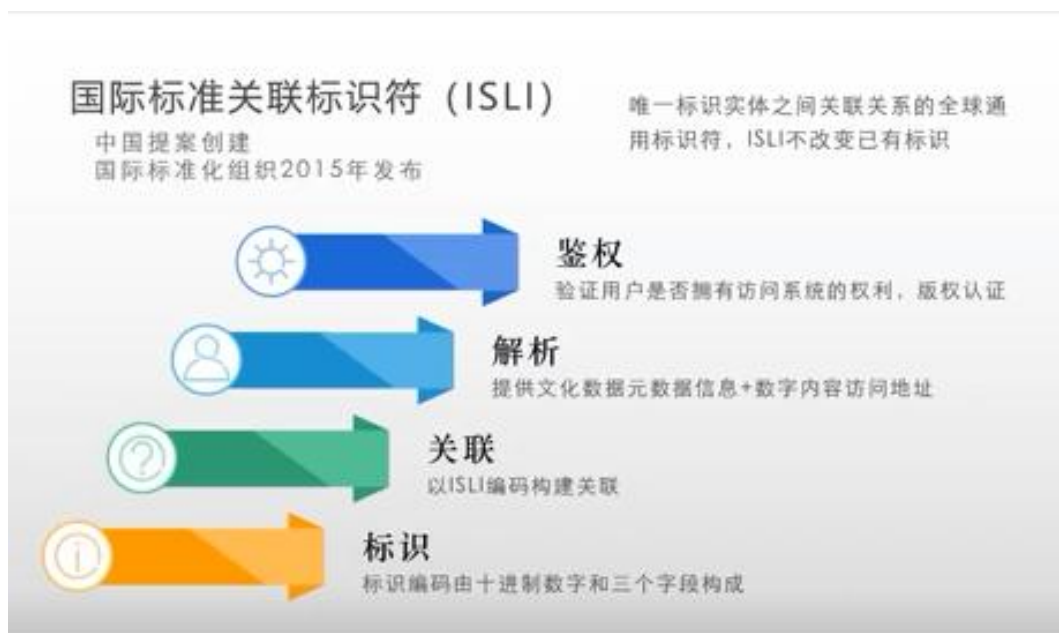 国际标准关联标识符（ISLI）
中国提案创建
国际标准化组织2015年发布
唯一标识实体之间关联关系的全球通
用标识符，ISLI不改变已有标识
鉴权
验证用户是否拥有访问系统的权利，版权认证
解析
提供文化数据元数据信息+数字内容访问地址
关联
以ISLI编码构建关联
标识
标识编码由十进制数字和三个字段构成